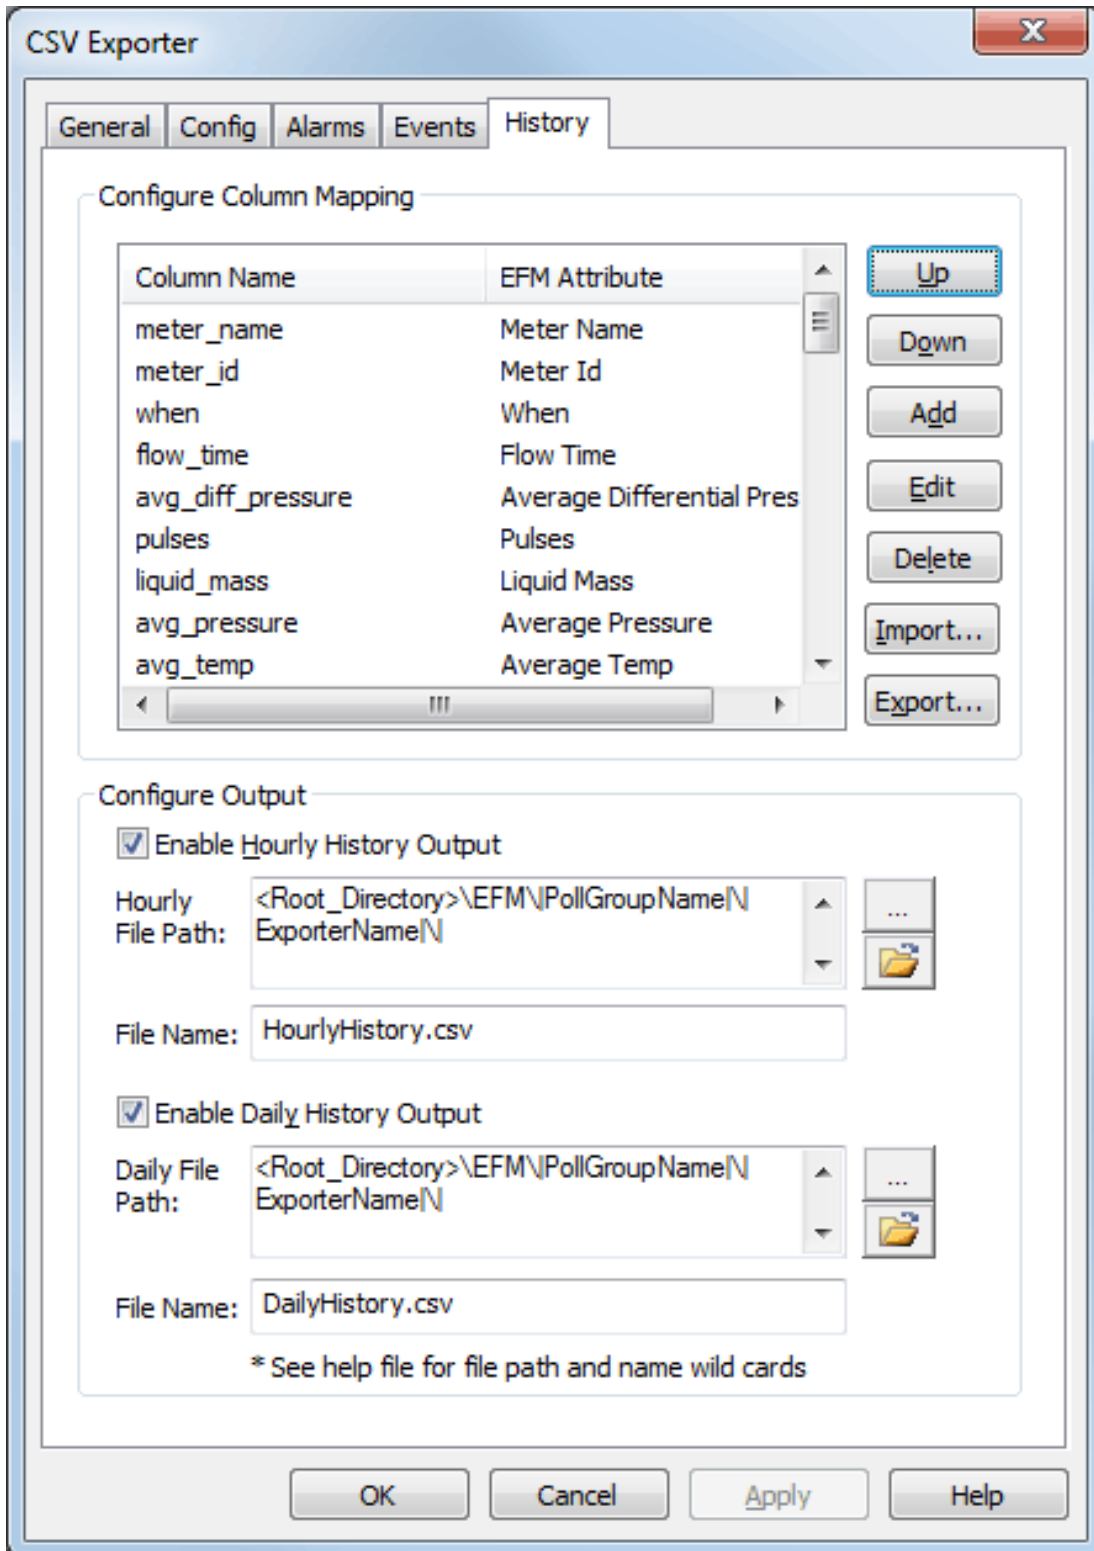 CSV Exporter
General Config Alarms Events History
Configure Column Mapping
Column Name EFM Attribute
meter_name Meter Name
meter_id Meter Id
when When
flow_time Flow Time
avg_diff_pressure Average Differential Pres
pulses Pulses
liquid_mass Liquid Mass
avg_pressure Average Pressure
avg_temp Average Temp
Up
Down
Add
Edit
Delete
Import...
Export...
Configure Output
Enable Hourly History Output
Hourly File Path:
<Root_Directory>\EFM\|PollGroupName|\|
ExporterName|\|
...
File Name: HourlyHistory.csv
Enable Daily History Output
Daily File Path:
<Root_Directory>\EFM\|PollGroupName|\|
ExporterName|\|
...
File Name: DailyHistory.csv
* See help file for file path and name wild cards
OK Cancel Apply Help